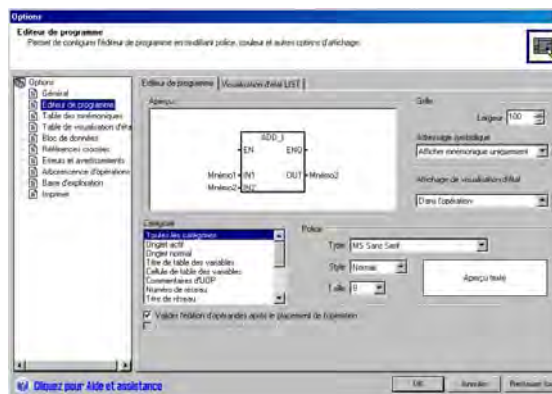 Options
Editeur de programme
Permet de configurer l'éditeur de programme en modifiant police, couleur et autres options d'affichage.
Options
Général
Editeur de programme
Table des mnémoniques
Table de visualisation d'éta
Bloc de données
Références croisées
Erreurs et avertissements
Arborescence d'opérations
Barre d'exploration
Imprimer
Editeur de programme
Visualisation d'état LIST
Aperçu
ADD_I
EN ENO
Mnémo1 IN1 OUT Mnémo2
Mnémo2 IN2
Grille
Largeur 100
Adressage symbolique
Afficher mnémonique uniquement
Affichage de visualisation d'état
Dans l'opération
Catégorie
Toutes les catégories
Onglet actif
Onglet normal
Titre de table des variables
Cellule de table des variables
Commentaires d'UOP
Numéro de réseau
Titre de réseau
Police
Type MS Sans Serif
Style Normal
Taille 8
Aperçu texte
Valider l'édition d'opérandes après le placement de l'opération
Cliquez pour Aide et assistance
OK
Annuler